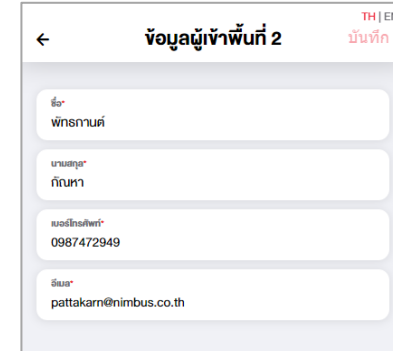 TH | EN
← ข้อมูลผู้เข้าพื้นที่ 2 บันทึก
ชื่อ*
พัทธกานต์
นามสกุล*
กัณหา
เบอร์โทรศัพท์*
0987472949
อีเมล*
pattakarn@nimbus.co.th